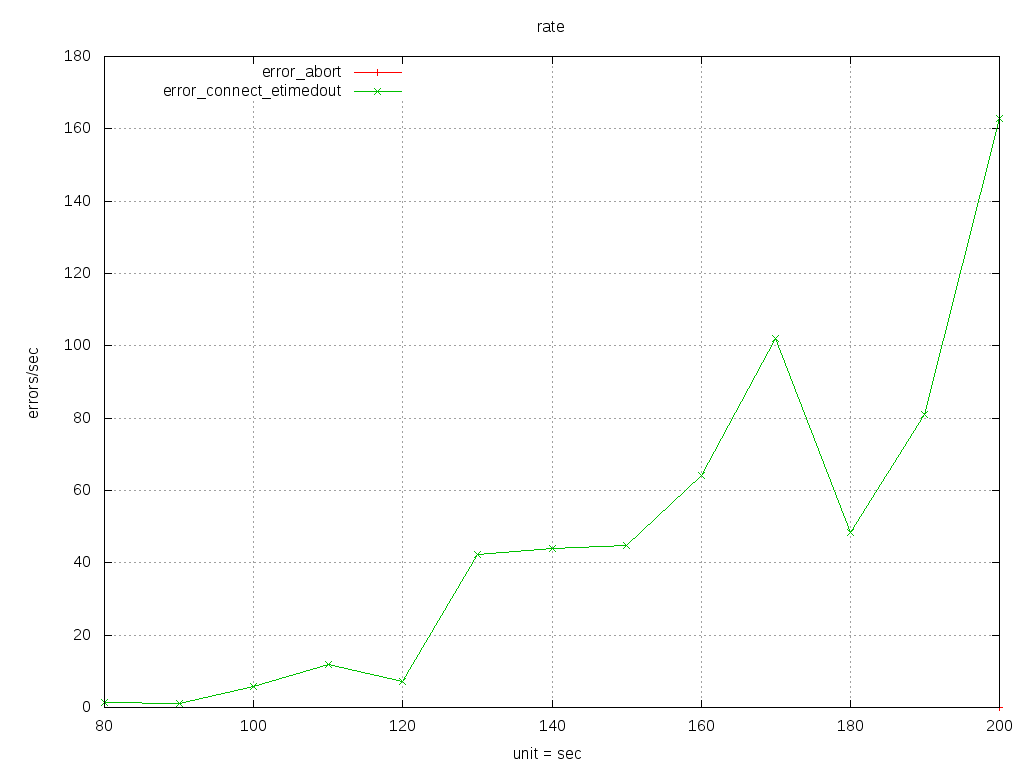 rate
180
160
140
120
100
80
60
40
20
0
error_abort
error_connect_etimedout
errors/sec
80 100 120 140 160 180 200
unit = sec